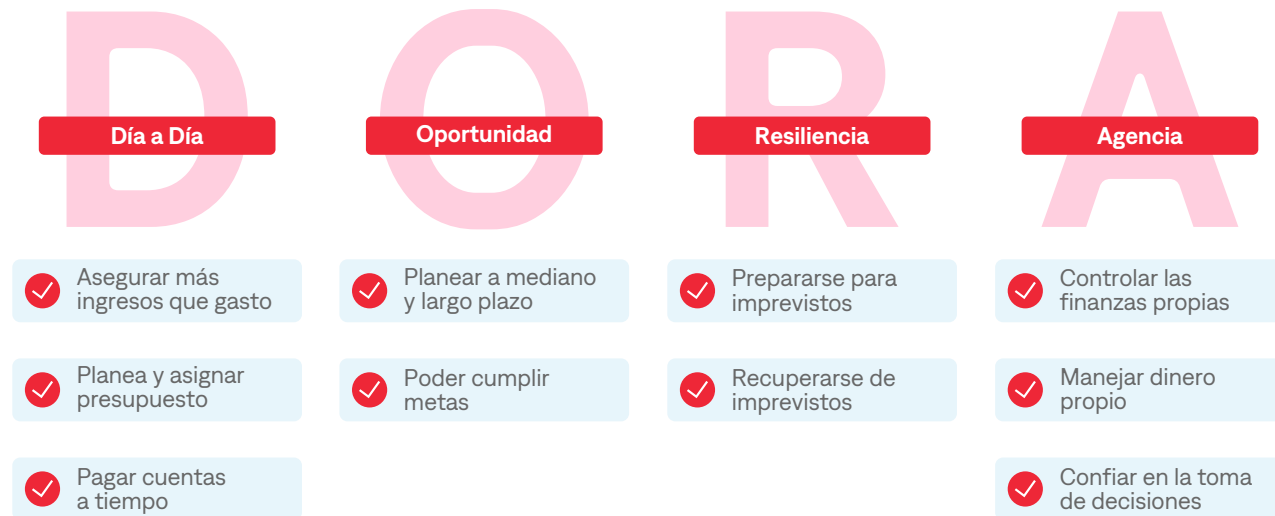 D
Día a Día
Asegurar más
ingresos que gasto
Planea y asignar
presupuesto
Pagar cuentas
a tiempo
O
Oportunidad
Planear a mediano
y largo plazo
Poder cumplir
metas
R
Resiliencia
Prepararse para
imprevistos
Recuperarse de
imprevistos
A
Agencia
Controlar las
finanzas propias
Manejar dinero
propio
Confiar en la toma
de decisiones